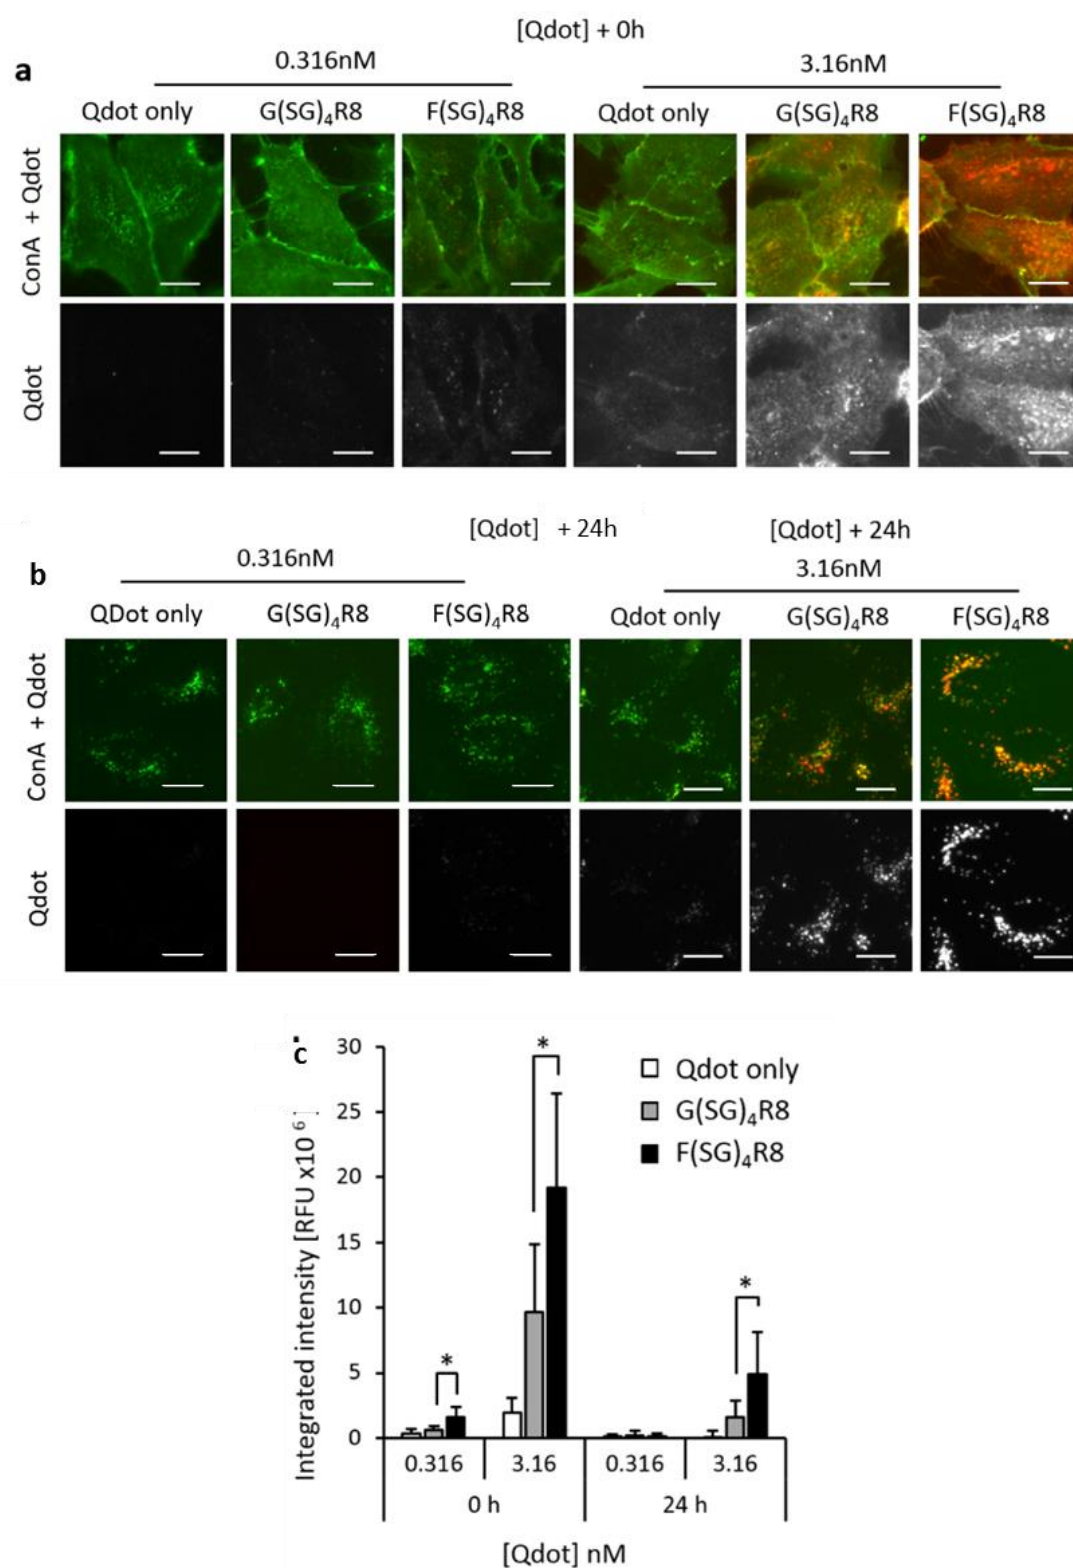 [Qdot] + 0h
a
0.316nM 3.16nM
Qdot only G(SG)₄R8 F(SG)₄R8 Qdot only G(SG)₄R8 F(SG)₄R8
ConA + Qdot
Qdot
[Qdot] + 24h [Qdot] + 24h
b
0.316nM 3.16nM
QDot only G(SG)₄R8 F(SG)₄R8 Qdot only G(SG)₄R8 F(SG)₄R8
ConA + Qdot
Qdot
c
Integrated intensity [RFU x10⁶]
30
25
20
15
10
5
0
* * *
Qdot only
G(SG)₄R8
F(SG)₄R8
0.316 3.16 0.316 3.16
0 h 24 h
[Qdot] nM